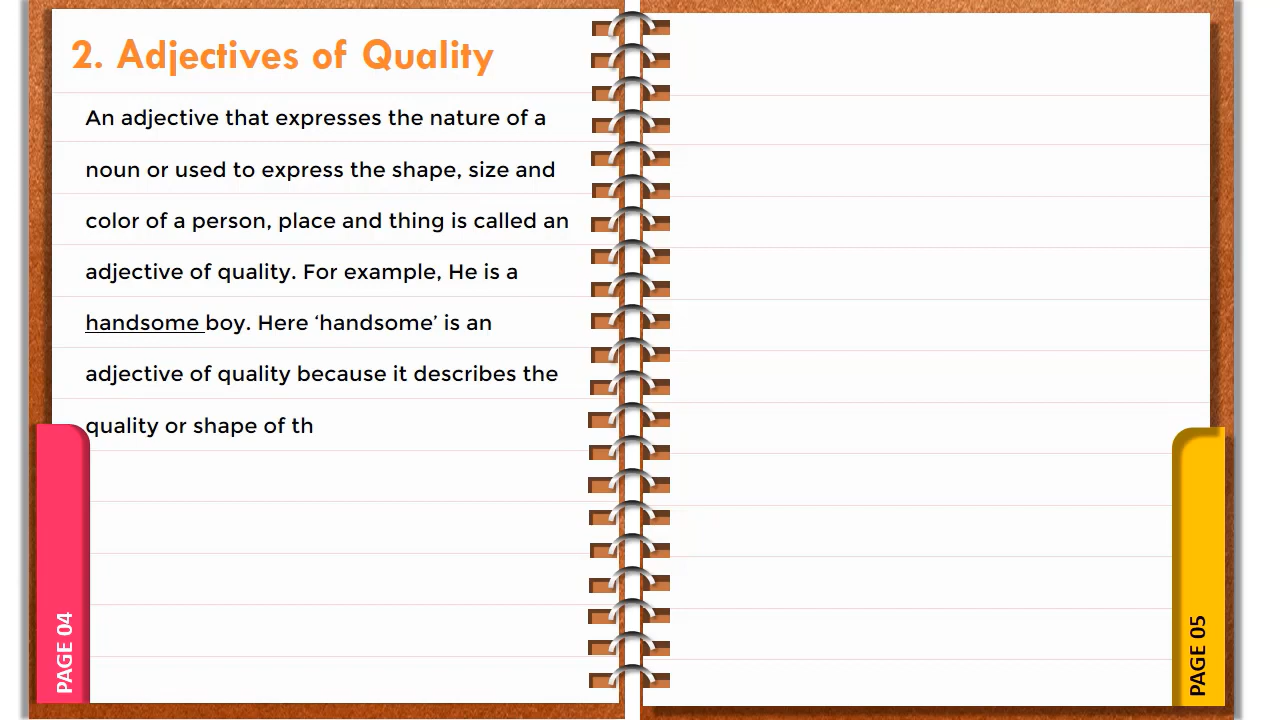 2. Adjectives of Quality
An adjective that expresses the nature of a
noun or used to express the shape, size and
color of a person, place and thing is called an
adjective of quality. For example, He is a
handsome boy. Here ‘handsome’ is an
adjective of quality because it describes the
quality or shape of th
PAGE 04
PAGE 05